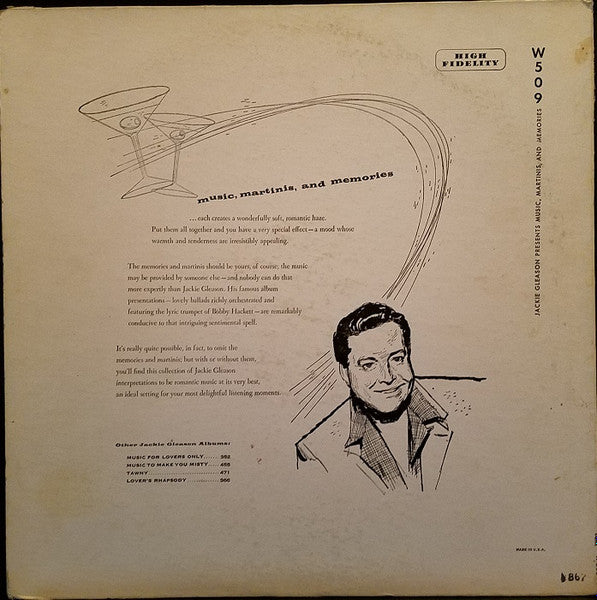 HIGH
FIDELITY
W509
JACKIE GLEASON PRESENTS MUSIC, MARTINIS, AND MEMORIES
music, martinis, and memories
...each creates a wonderfully soft, romantic haze.
Put them all together and you have a very special effect—a mood whose
warmth and tenderness are irresistibly appealing.
The memories and martinis should be yours, of course, the music
may be provided by someone else—and nobody can do that
more expertly than Jackie Gleason. His famous album
presentations—lovely ballads richly orchestrated and
featuring the lyric trumpet of Bobby Hackett—are remarkably
conducive to that intriguing sentimental spell.
It's really quite possible, in fact, to omit the
memories and martinis; but with or without them,
you'll find this collection of Jackie Gleason
interpretations to be romantic music at its very best,
an ideal setting for your most delightful listening moments.
Other Jackie Gleason Albums:
MUSIC FOR LOVERS ONLY......352
MUSIC TO MAKE YOU MISTY....455
TAWNY..................471
LOVER'S RHAPSODY...........366
MADE IN U.S.A.